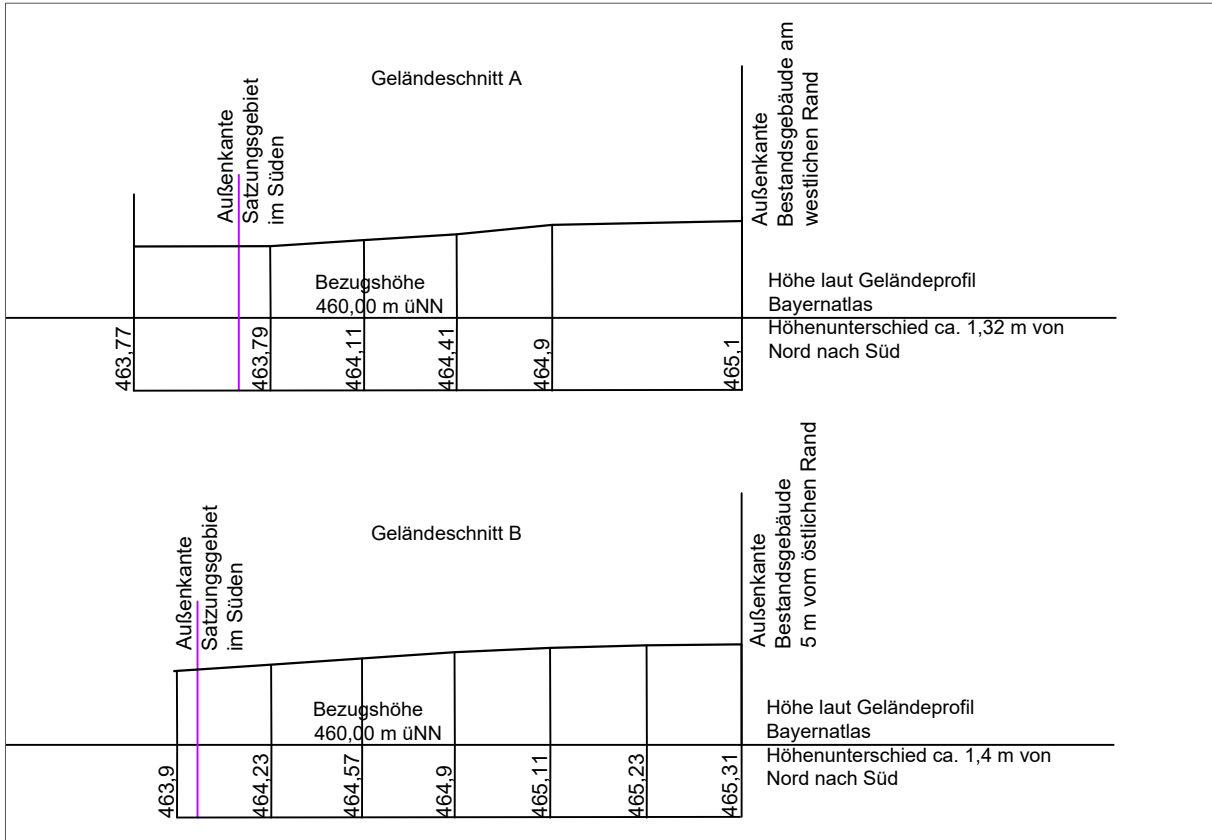 Geländeschnitt A
Außenkante
Satzungsgebiet
im Süden
Außenkante
Bestandsgebäude am
westlichen Rand
Bezugshöhe
460,00 m üNN
Höhe laut Geländeprofil
Bayernatlas
Höhenunterschied ca. 1,32 m von
Nord nach Süd
463,77
463,79
464,11
464,41
464,9
465,1
Geländeschnitt B
Außenkante
Satzungsgebiet
im Süden
Außenkante
Bestandsgebäude
5 m vom östlichen Rand
Bezugshöhe
460,00 m üNN
Höhe laut Geländeprofil
Bayernatlas
Höhenunterschied ca. 1,4 m von
Nord nach Süd
463,9
464,23
464,57
464,9
465,11
465,23
465,31